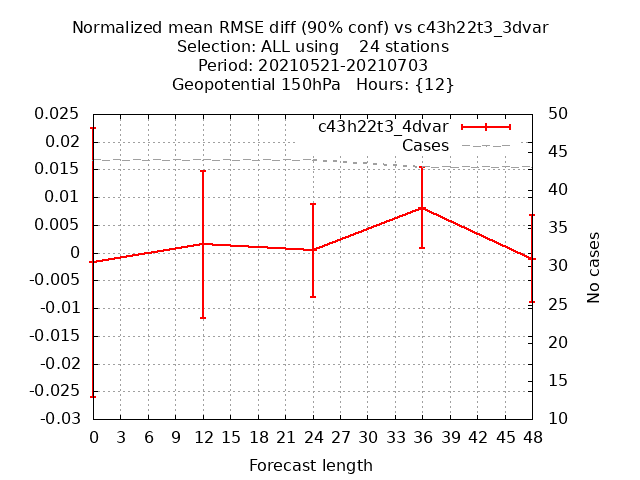 Normalized mean RMSE diff (90% conf) vs c43h22t3_3dvar
Selection: ALL using    24 stations
Period: 20210521-20210703
Geopotential 150hPa   Hours: {12}
c43h22t3_4dvar
Cases
0.025
0.02
0.015
0.01
0.005
0
-0.005
-0.01
-0.015
-0.02
-0.025
-0.03
50
45
40
35
30
25
20
15
10
No cases
0 3 6 9 12 15 18 21 24 27 30 33 36 39 42 45 48
Forecast length